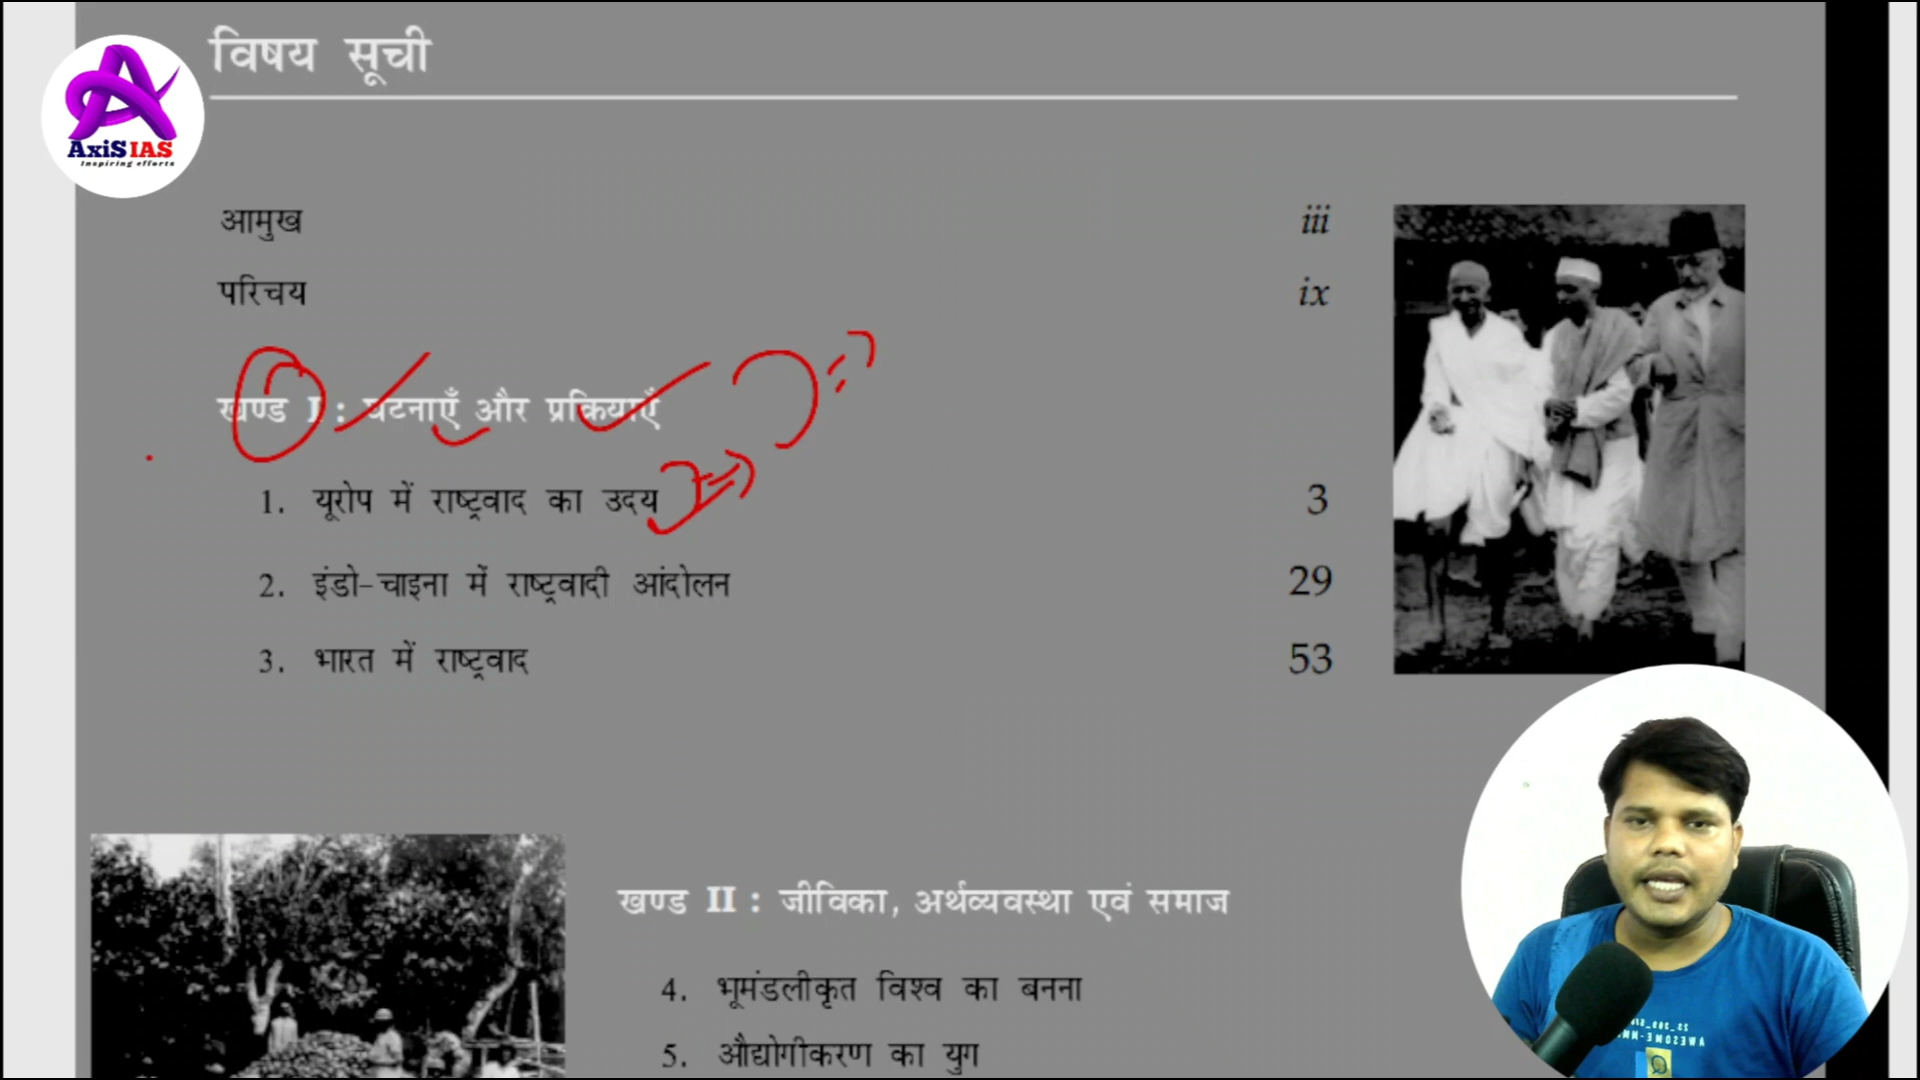 विषय सूची
AxiS IAS
Inspiring efforts
आमुख iii
परिचय ix
खण्ड I : घटनाएँ और प्रक्रियाएँ
1. यूरोप में राष्ट्रवाद का उदय 3
2. इंडो-चाइना में राष्ट्रवादी आंदोलन 29
3. भारत में राष्ट्रवाद 53
खण्ड II : जीविका, अर्थव्यवस्था एवं समाज
4. भूमंडलीकृत विश्व का बनना
5. औद्योगीकरण का युग